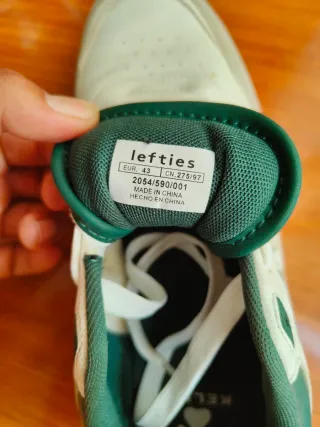 lefties
EUR. 43 CN. 275/97
2054/590/001
MADE IN CHINA
HECHO EN CHINA